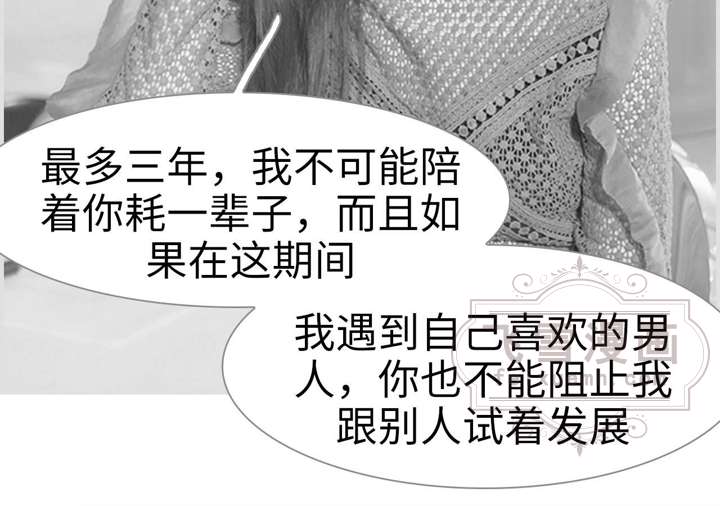 最多三年，我不可能陪
着你耗一辈子，而且如
果在这期间
我遇到自己喜欢的男
人，你也不能阻止我
跟别人试着发展